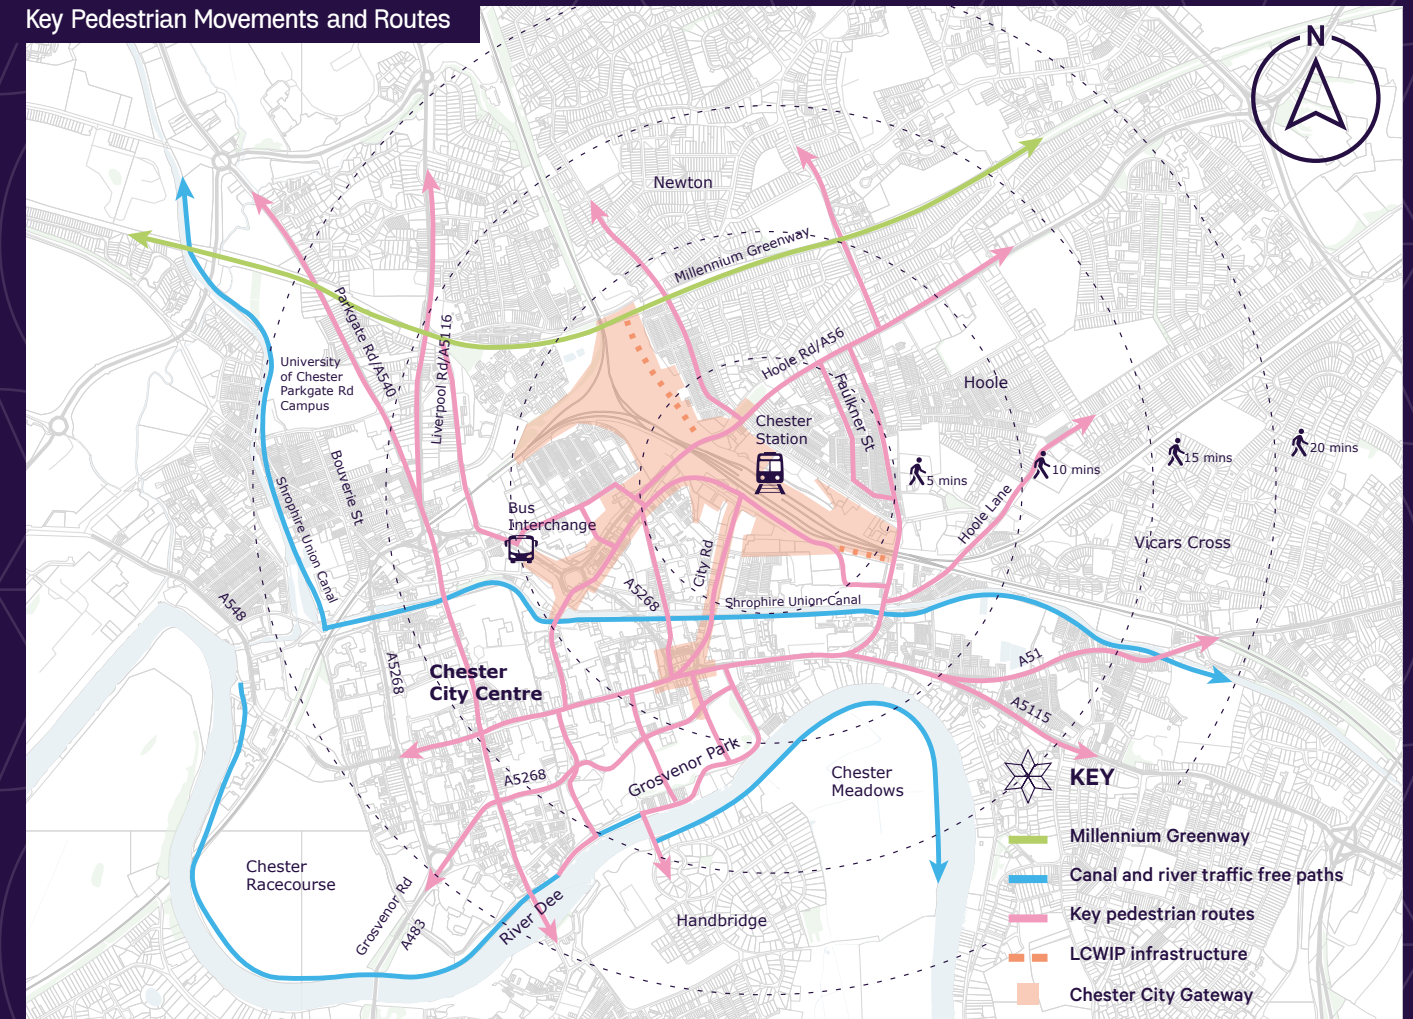 Key Pedestrian Movements and Routes
N
Newton
Millennium Greenway
Parkgate Rd/A540
Liverpool Rd/A5116
Hoole Rd/A56
University
of Chester
Parkgate Rd
Campus
Hoole
Faulkner St
Chester
Station
5 mins
10 mins
15 mins
20 mins
Bouverie St
Shrophire Union Canal
Bus
Interchange
Hoole Lane
Vicars Cross
City Rd
A5268
Shrophire Union Canal
A548
A5268
Chester
City Centre
A51
A5115
Grosvenor Park
A5268
Chester
Meadows
KEY
Millennium Greenway
Canal and river traffic free paths
Key pedestrian routes
LCWIP infrastructure
Chester City Gateway
Chester
Racecourse
Grosvenor Rd
A483
River Dee
Handbridge